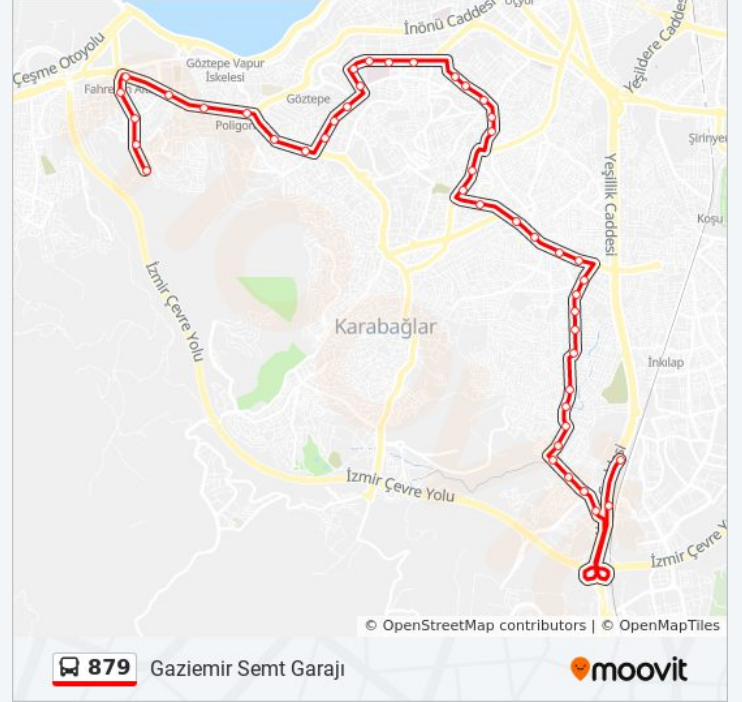 İnönü Caddesi
Çeşme Otoyolu
Göztepe Vapur
İskelesi
Yeşildere Caddesi
Göztepe
Poligon
Şirinyer
Yeşillik Caddesi
Koşu
İzmir Çevre Yolu
Karabağlar
İnkılap
İzmir Çevre Yolu
İzmir Çevre Y
© OpenStreetMap contributors | © OpenMapTiles
879 Gaziemir Semt Garajı
moovit